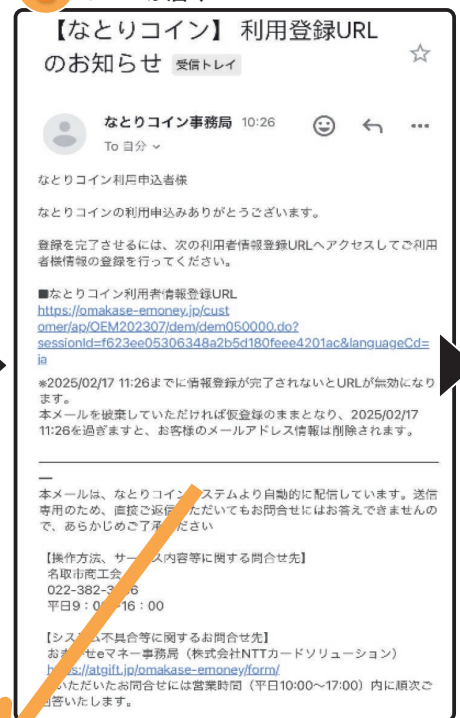 【なとりコイン】 利用登録URL
のお知らせ 受信トレイ
なとりコイン事務局 10:26
To 自分
なとりコイン利用申込者様
なとりコインの利用申込みありがとうございます。
登録を完了させるには、次の利用者情報登録URLへアクセスしてご利用
者様情報の登録を行ってください。
■なとりコイン利用者情報登録URL
https://omakase-emoney.jp/cust
omer/ap/OEM202307/dem/dem050000.do?
sessionId=f623ee05306348a2b5d180feee4201ac&languageCd=
ja
※2025/02/17 11:26までに情報登録が完了されないとURLが無効になり
ます。
本メールを破棄していただければ仮登録のままとなり、2025/02/17
11:26を過ぎますと、お客様のメールアドレス情報は削除されます。
本メールは、なとりコイン ステムより自動的に配信しています。送信
専用のため、直接ご返信 ただいてもお問合せにはお答えできませんの
で、あらかじめご了承 ださい
【操作方法、サー ス内容等に関する問合せ先】
名取市商工会
022-382-3 6
平日9:0 16:00
【シス ム不具合等に関するお問合せ先】
おま せeマネー事務局（株式会社NTTカードソリューション）
h s://atgift.jp/omakase-emoney/form/
いただいたお問合せには営業時間（平日10:00～17:00）内に順次ご
回答いたします。